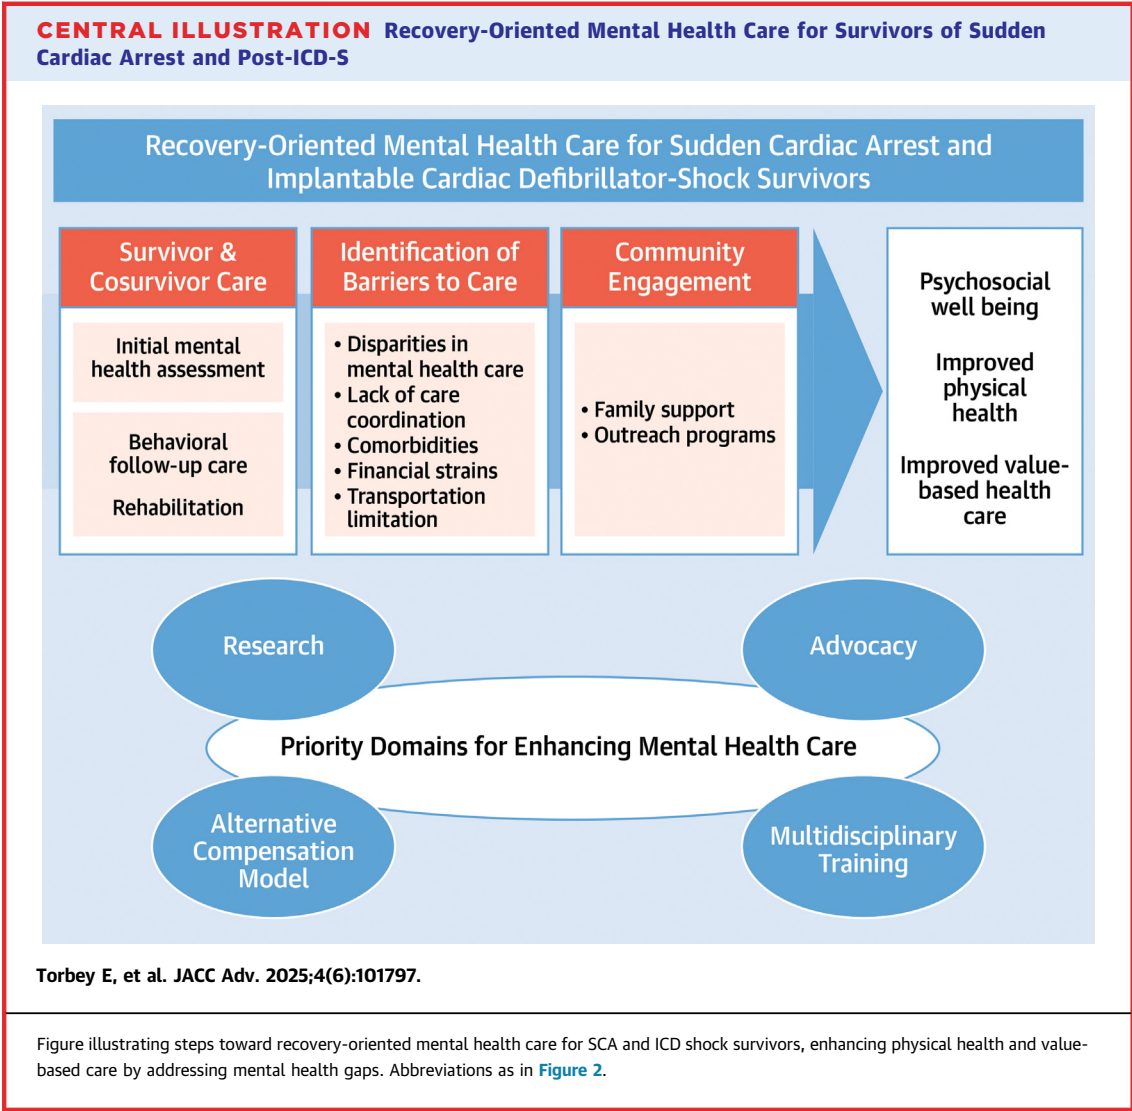 CENTRAL ILLUSTRATION Recovery-Oriented Mental Health Care for Survivors of Sudden
Cardiac Arrest and Post-ICD-S
Recovery-Oriented Mental Health Care for Sudden Cardiac Arrest and
Implantable Cardiac Defibrillator-Shock Survivors
Survivor &
Cosurvivor Care
Initial mental
health assessment
Behavioral
follow-up care
Rehabilitation
Identification of
Barriers to Care
• Disparities in
mental health care
• Lack of care
coordination
• Comorbidities
• Financial strains
• Transportation
limitation
Community
Engagement
• Family support
• Outreach programs
Psychosocial
well being
Improved
physical
health
Improved value-
based health
care
Research
Advocacy
Priority Domains for Enhancing Mental Health Care
Alternative
Compensation
Model
Multidisciplinary
Training
Torbey E, et al. JACC Adv. 2025;4(6):101797.
Figure illustrating steps toward recovery-oriented mental health care for SCA and ICD shock survivors, enhancing physical health and value-
based care by addressing mental health gaps. Abbreviations as in Figure 2.